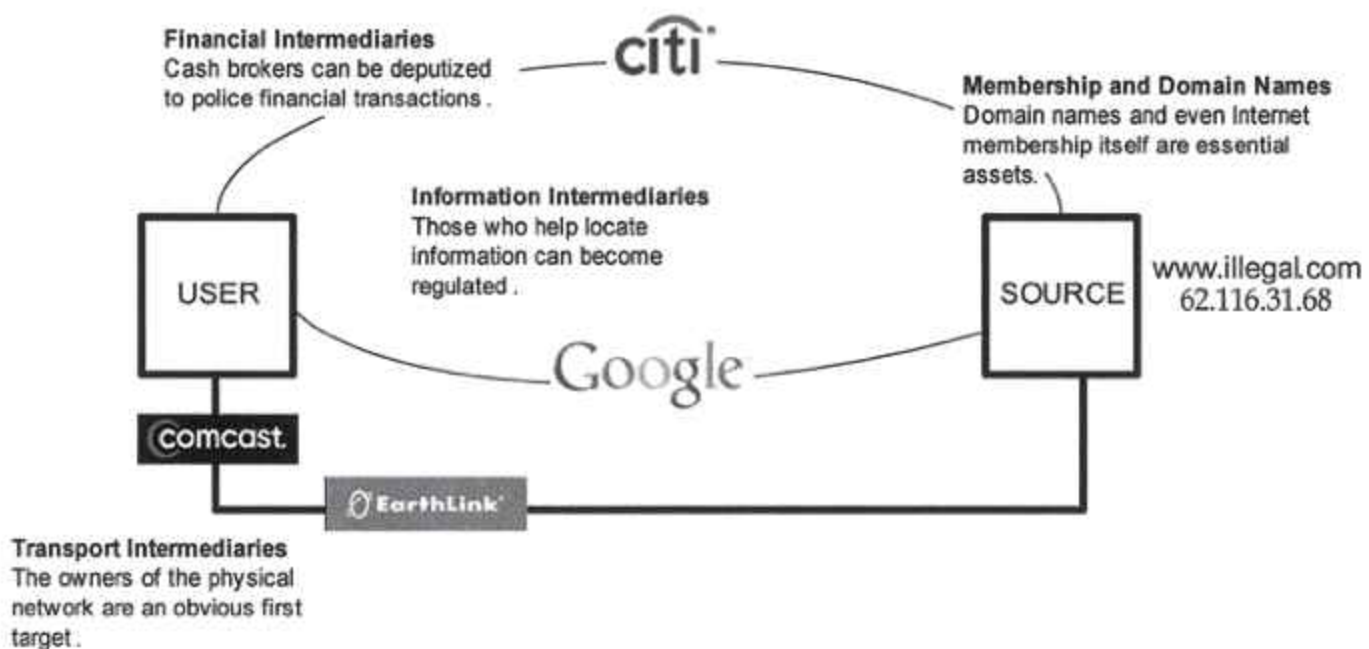 Financial Intermediaries
Cash brokers can be deputized
to police financial transactions .
citi
Membership and Domain Names
Domain names and even Internet
membership itself are essential
assets.
Information Intermediaries
Those who help locate
information can become
regulated .
USER
SOURCE
www.illegal.com
62.116.31.68
Google
comcast.
EarthLink
Transport Intermediaries
The owners of the physical
network are an obvious first
target .